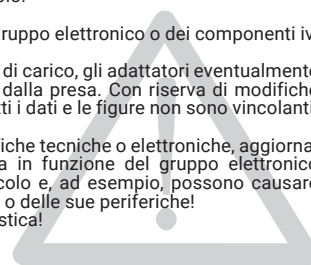 gruppo elettronico o dei componenti iv
di carico, gli adattatori eventualmente
dalla presa. Con riserva di modifiche
tti i dati e le figure non sono vincolanti
fiche tecniche o elettroniche, aggiorna
a in funzione del gruppo elettronico
colo e, ad esempio, possono causare
o delle sue periferiche!
stica!